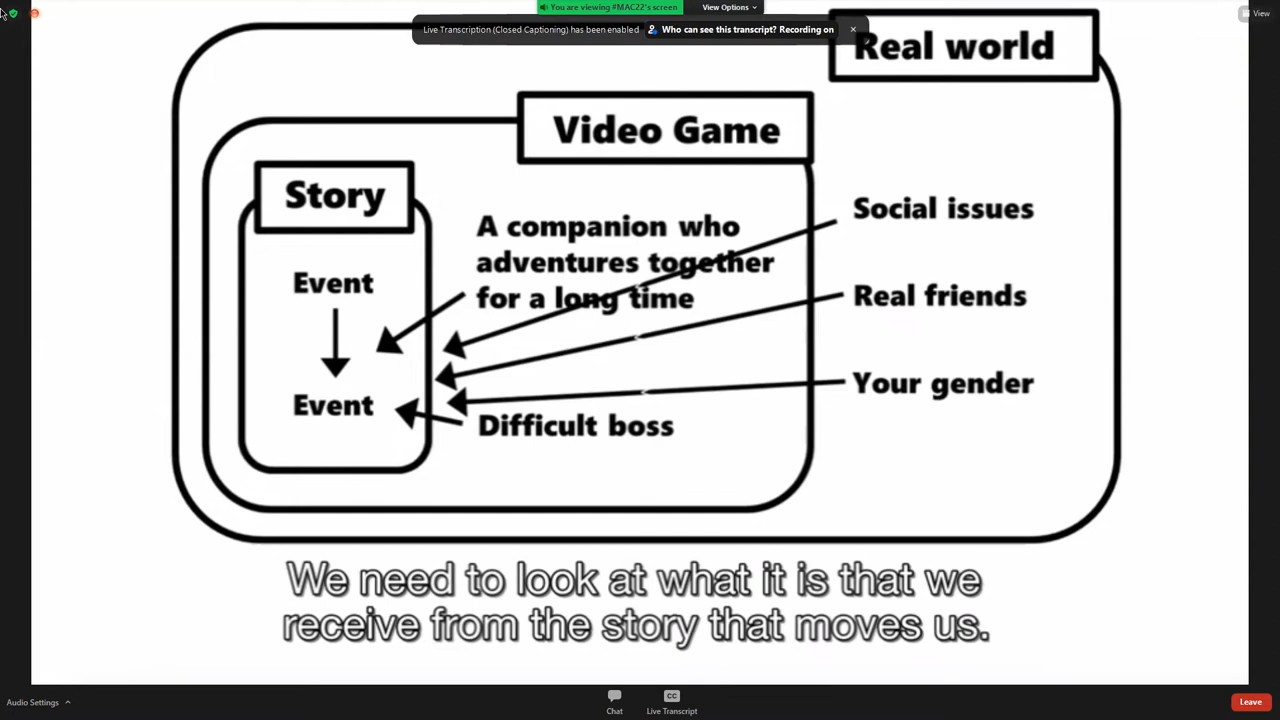 You are viewing #MAC22's screen
View Options
View
Live Transcription (Closed Captioning) has been enabled
Who can see this transcript? Recording on
Real world
Video Game
Story
A companion who
adventures together
for a long time
Social issues
Event
Real friends
Event
Your gender
Difficult boss
We need to look at what it is that we
receive from the story that moves us.
Audio Settings
Chat
CC
Live Transcript
Leave